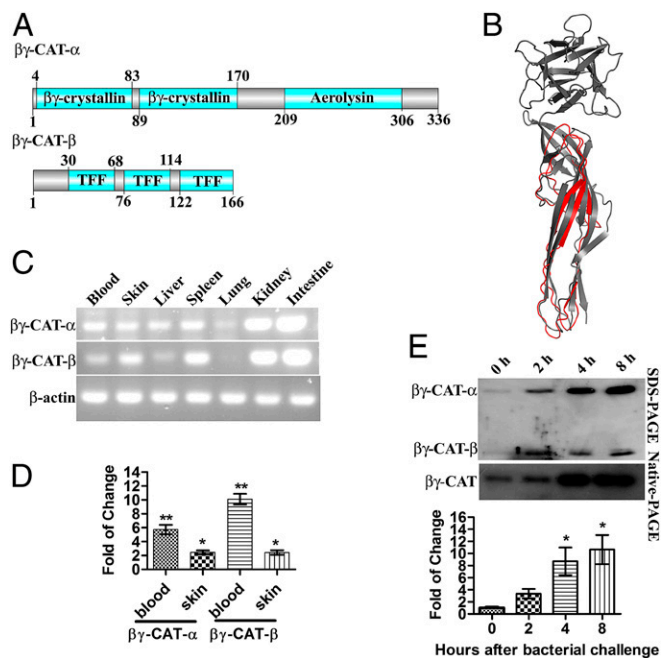 A
βγ-CAT-α
4 83 170
βγ-crystallin βγ-crystallin Aerolysin
1 89 209 306 336
βγ-CAT-β
30 68 114
TFF TFF TFF
1 76 122 166
B
C
Blood Skin Liver Spleen Lung Kidney Intestine
βγ-CAT-α
βγ-CAT-β
β-actin
D
Fold of Change
12
10
8
6
4
2
0
** * ** *
blood skin blood skin
βγ-CAT-α βγ-CAT-β
E
0 h 2 h 4 h 8 h
βγ-CAT-α
βγ-CAT-β
SDS-PAGE
βγ-CAT
Native-PAGE
Fold of Change
16
14
12
10
8
6
4
2
0
* *
0 2 4 8
Hours after bacterial challenge